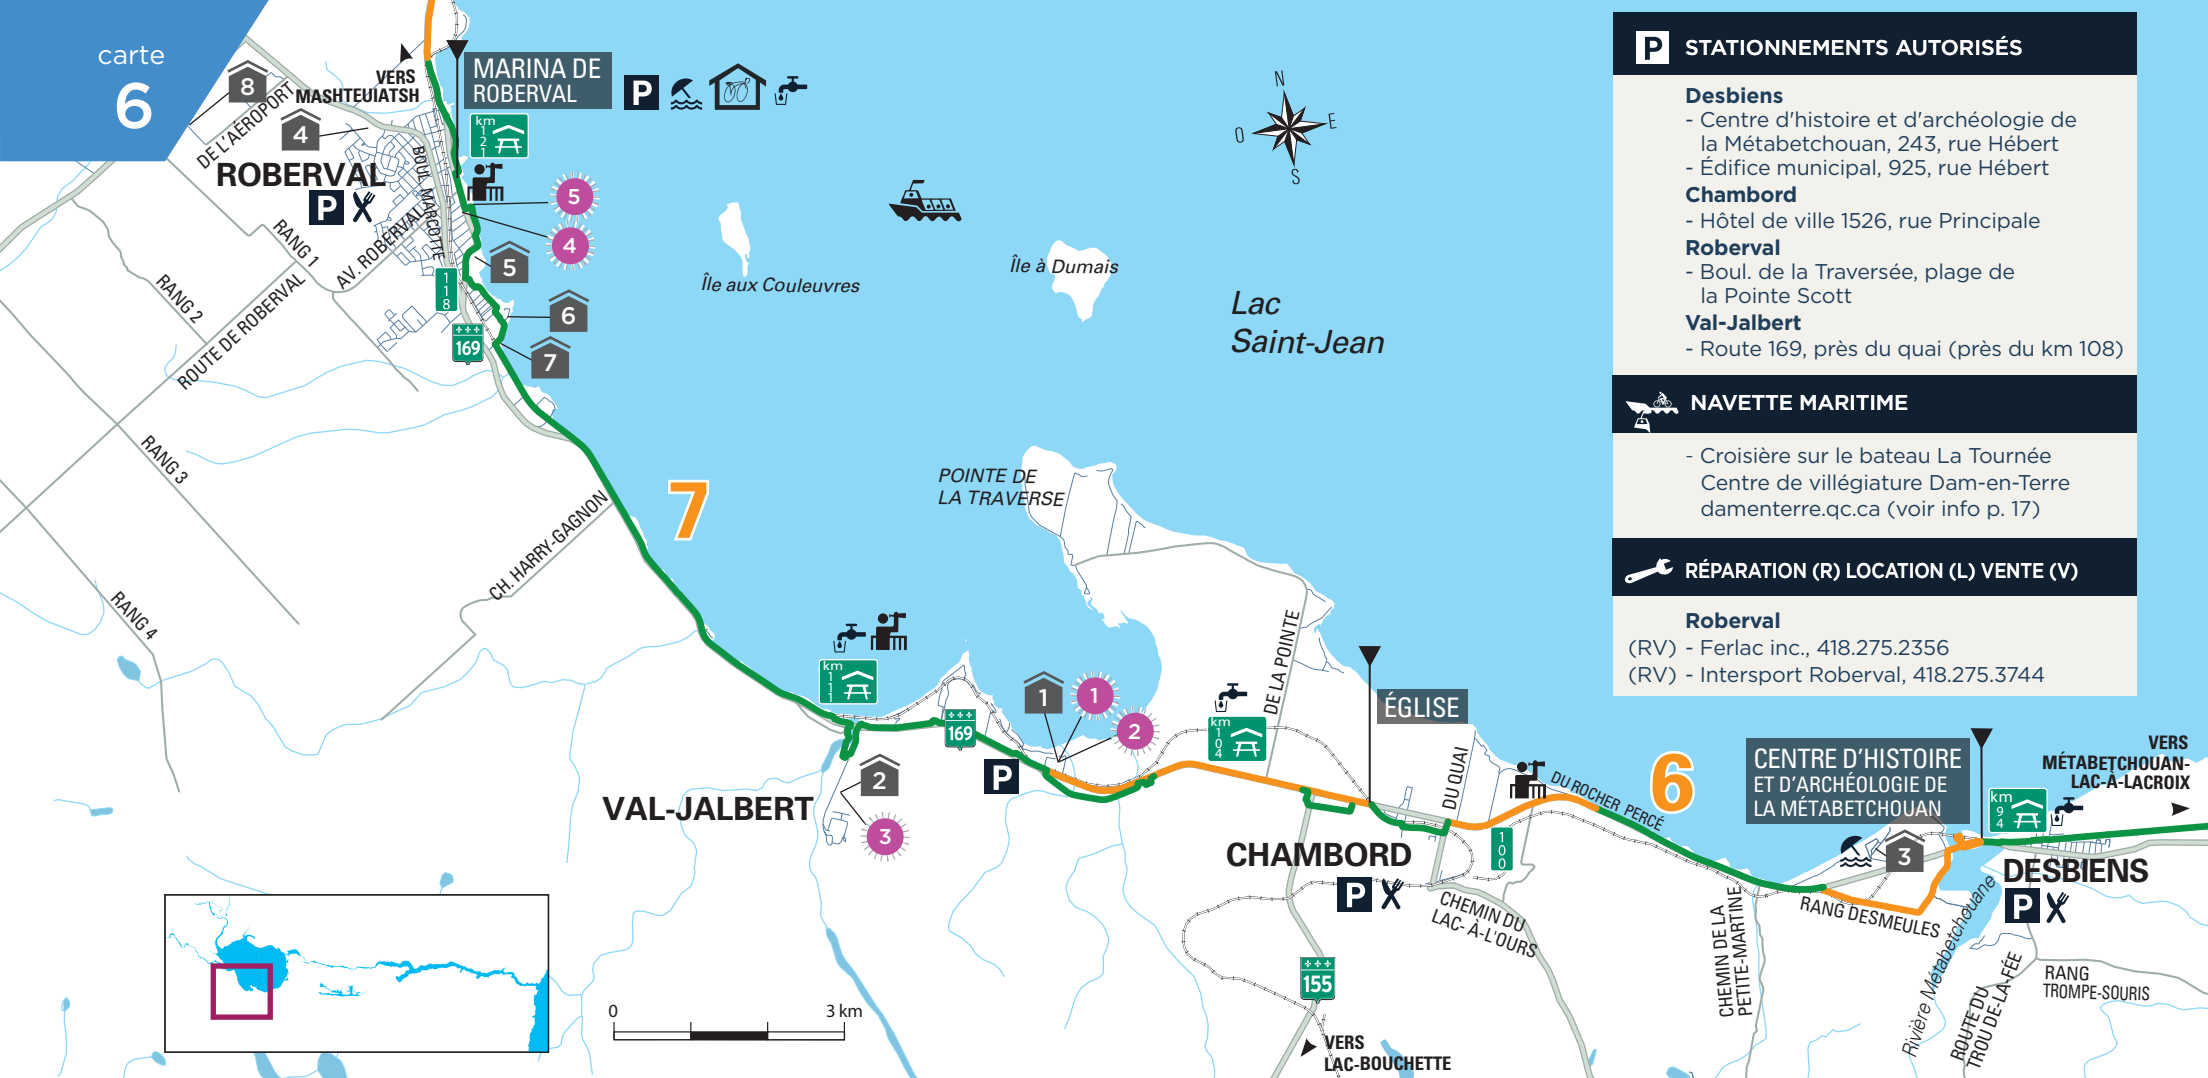 carte
6
VERS
MASHTEUIATSH
MARINA DE
ROBERVAL
P
km
121
8
DE L'AÉROPORT
4
ROBERVAL
P
BOUL. MARCOTTE
AV. ROBERVAL
RANG 1
RANG 2
ROUTE DE ROBERVAL
RANG 3
RANG 4
CH. HARRY-GAGNON
5
4
5
118
169
6
7
7
Île aux Couleuvres
Île à Dumais
Lac
Saint-Jean
N
O
E
S
POINTE DE
LA TRAVERSE
km
111
169
P
1
1
2
VAL-JALBERT
2
3
km
104
DE LA POINTE
ÉGLISE
DU QUAI
CHAMBORD
P
100
DU ROCHER PERCÉ
6
CHEMIN DU
LAC-À-L'OURS
155
VERS
LAC-BOUCHETTE
CENTRE D'HISTOIRE
ET D'ARCHÉOLOGIE DE
LA MÉTABETCHOUAN
3
km
94
VERS
MÉTABETCHOUAN-
LAC-À-LACROIX
DESBIENS
P
RANG DESMEULES
CHEMIN DE LA
PETITE-MARTINE
Rivière Métabetchouane
ROUTE DU
TROU DE-LA-FÉE
RANG
TROMPE-SOURIS
0
3 km
P STATIONNEMENTS AUTORISÉS
Desbiens
- Centre d'histoire et d'archéologie de
la Métabetchouan, 243, rue Hébert
- Édifice municipal, 925, rue Hébert
Chambord
- Hôtel de ville 1526, rue Principale
Roberval
- Boul. de la Traversée, plage de
la Pointe Scott
Val-Jalbert
- Route 169, près du quai (près du km 108)
NAVETTE MARITIME
- Croisière sur le bateau La Tournée
Centre de villégiature Dam-en-Terre
damenterre.qc.ca (voir info p. 17)
RÉPARATION (R) LOCATION (L) VENTE (V)
Roberval
(RV) - Ferlac inc., 418.275.2356
(RV) - Intersport Roberval, 418.275.3744